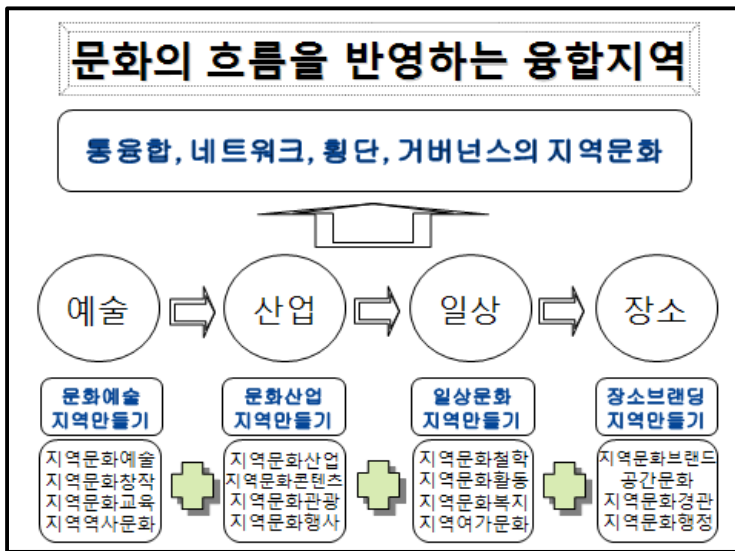 문화의 흐름을 반영하는 융합지역
통융합, 네트워크, 횡단, 거버넌스의 지역문화
예술
산업
일상
장소
문화예술
지역만들기
문화산업
지역만들기
일상문화
지역만들기
장소브랜딩
지역만들기
지역문화예술
지역문화창작
지역문화교육
지역역사문화
지역문화산업
지역문화콘텐츠
지역문화관광
지역문화행사
지역문화철학
지역문화활동
지역문화복지
지역여가문화
지역문화브랜드
공간문화
지역문화경관
지역문화행정